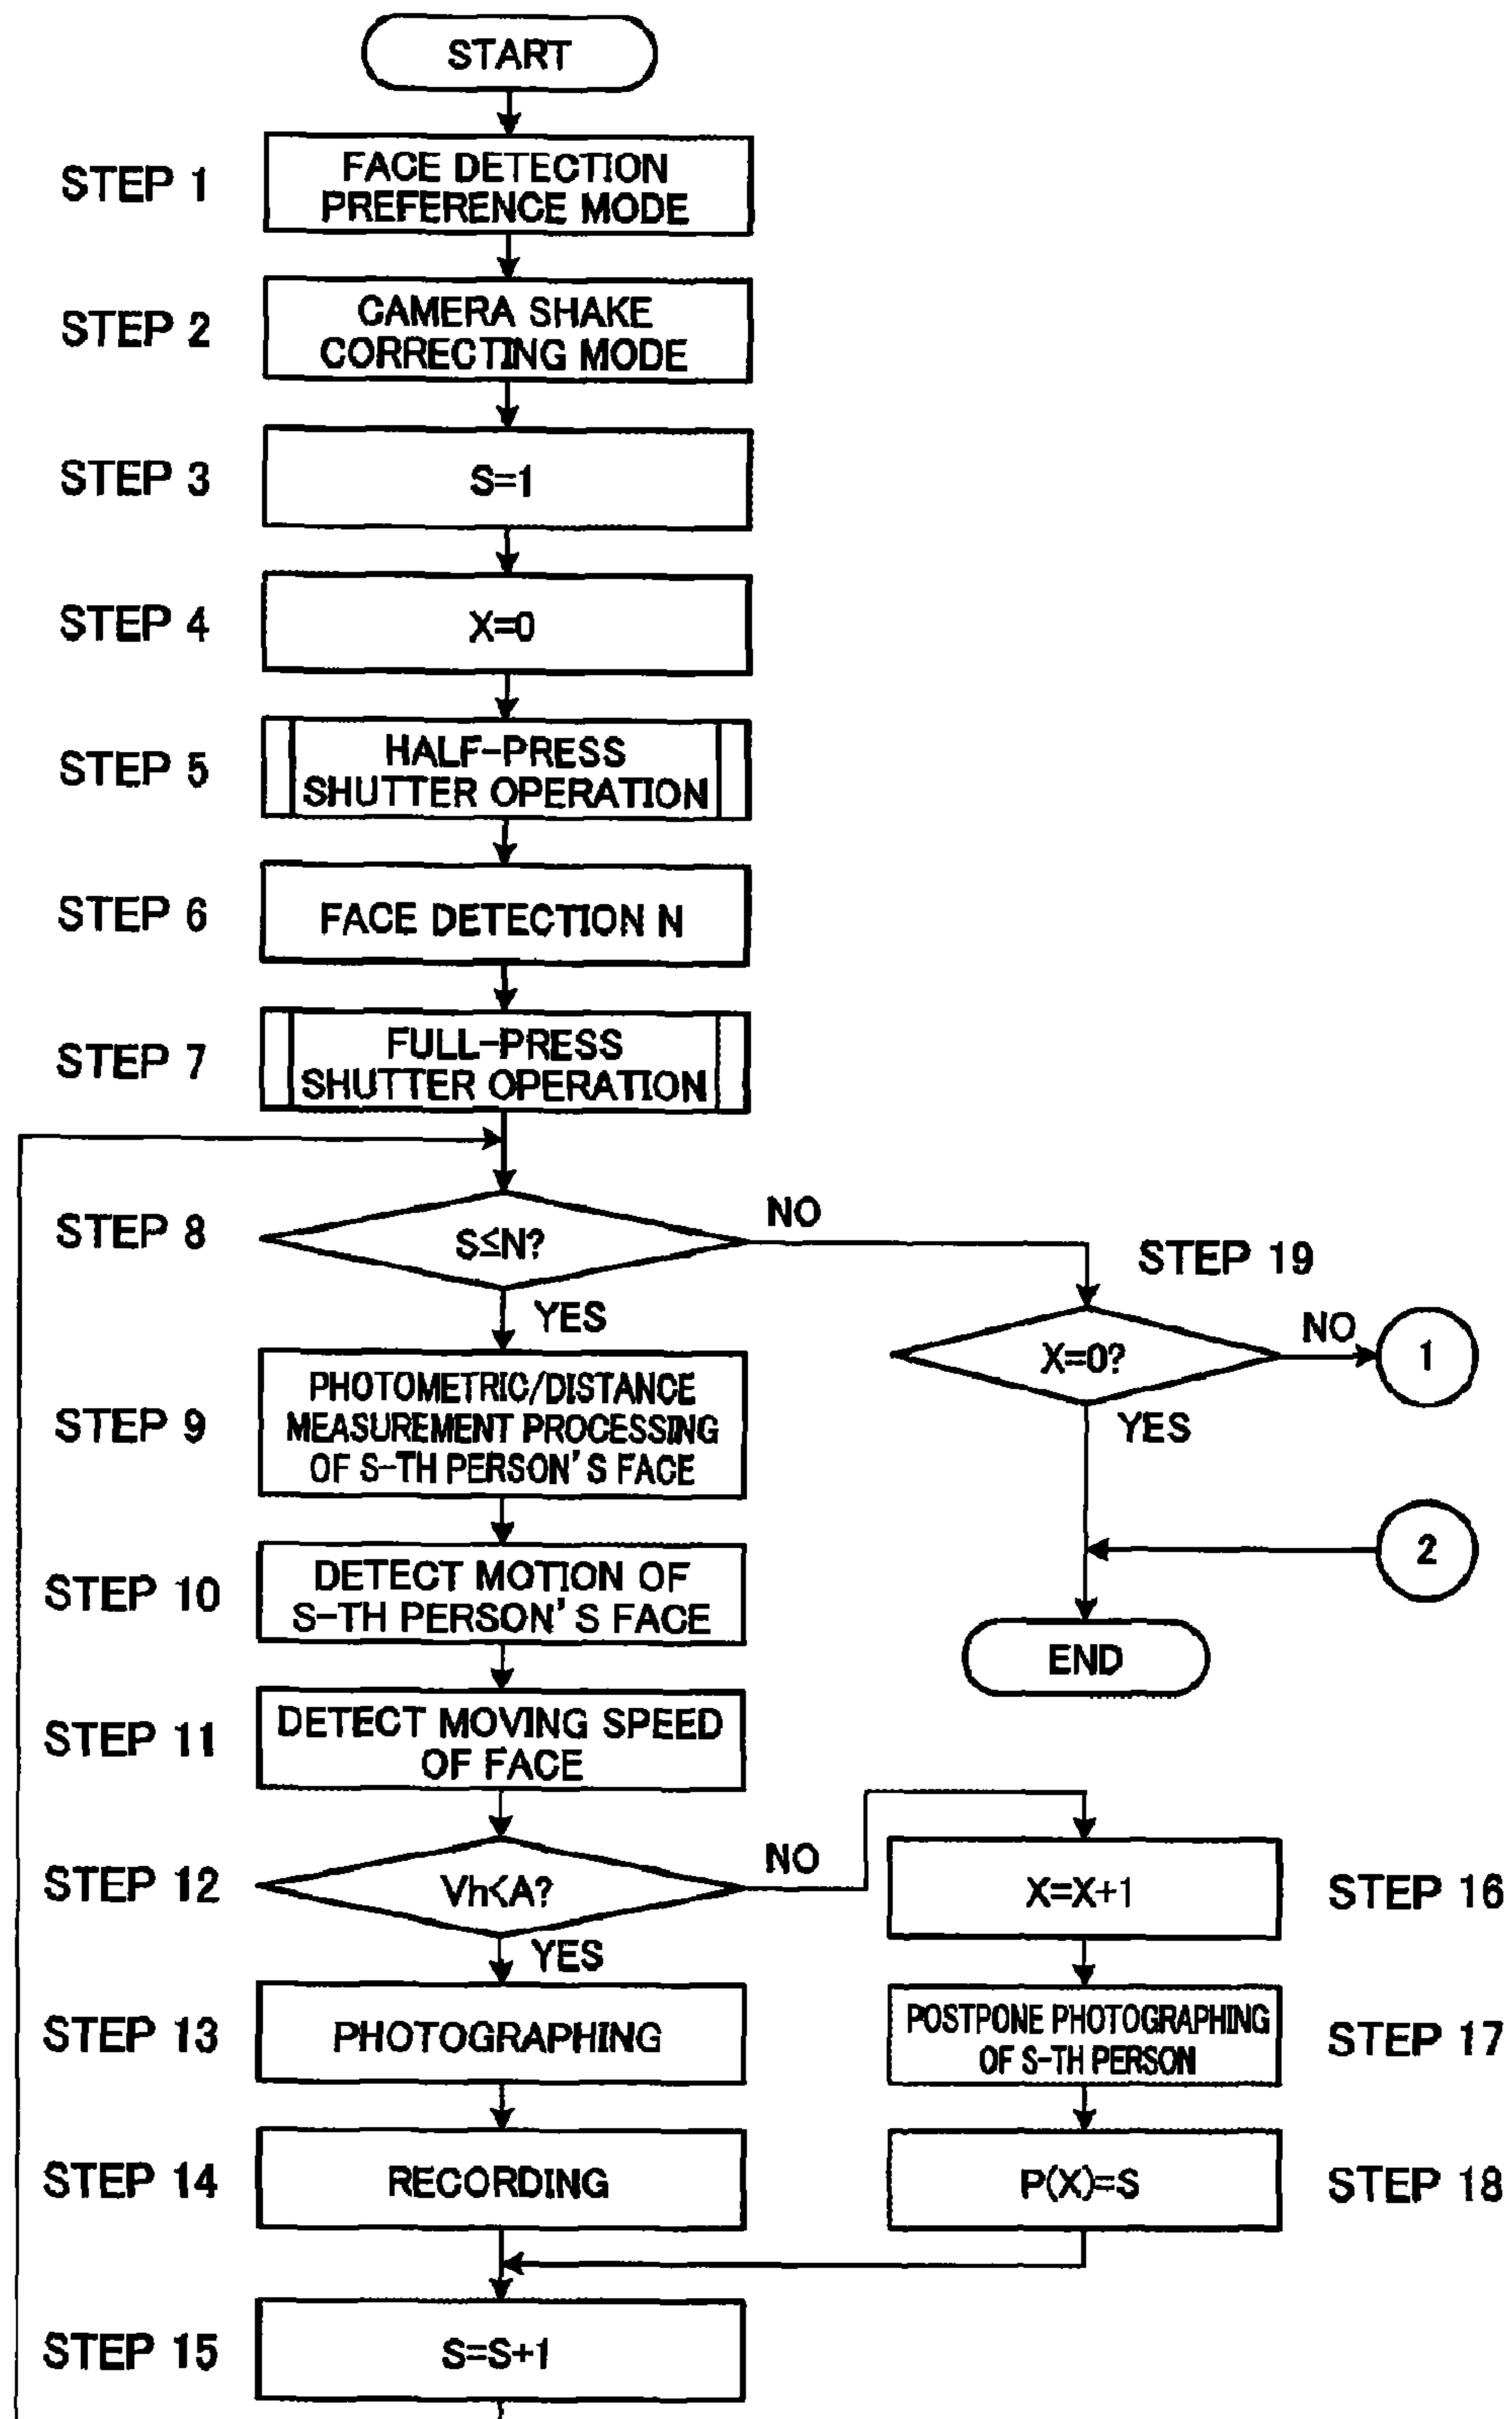 START
STEP 1
FACE DETECTION
PREFERENCE MODE
STEP 2
CAMERA SHAKE
CORRECTING MODE
STEP 3
S=1
STEP 4
X=0
STEP 5
HALF-PRESS
SHUTTER OPERATION
STEP 6
FACE DETECTION N
STEP 7
FULL-PRESS
SHUTTER OPERATION
STEP 8
S≤N?
NO
YES
STEP 19
X=0?
NO
1
YES
2
END
STEP 9
PHOTOMETRIC/DISTANCE
MEASUREMENT PROCESSING
OF S-TH PERSON'S FACE
STEP 10
DETECT MOTION OF
S-TH PERSON'S FACE
STEP 11
DETECT MOVING SPEED
OF FACE
STEP 12
Vh<A?
NO
YES
X=X+1
STEP 16
STEP 13
PHOTOGRAPHING
POSTPONE PHOTOGRAPHING
OF S-TH PERSON
STEP 17
STEP 14
RECORDING
P(X)=S
STEP 18
STEP 15
S=S+1